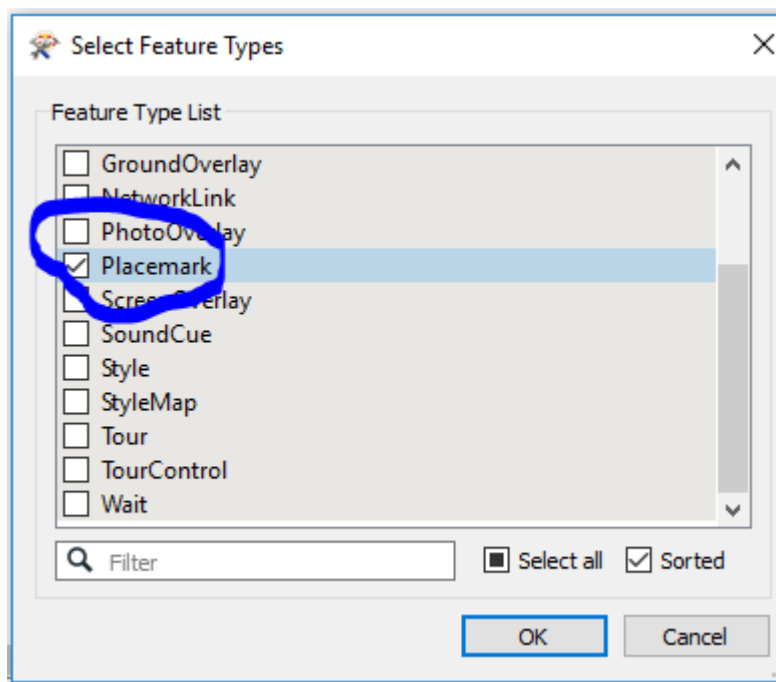 Select Feature Types
Feature Type List
GroundOverlay
NetworkLink
PhotoOverlay
Placemark
ScreenOverlay
SoundCue
Style
StyleMap
Tour
TourControl
Wait
Filter
Select all
Sorted
OK
Cancel